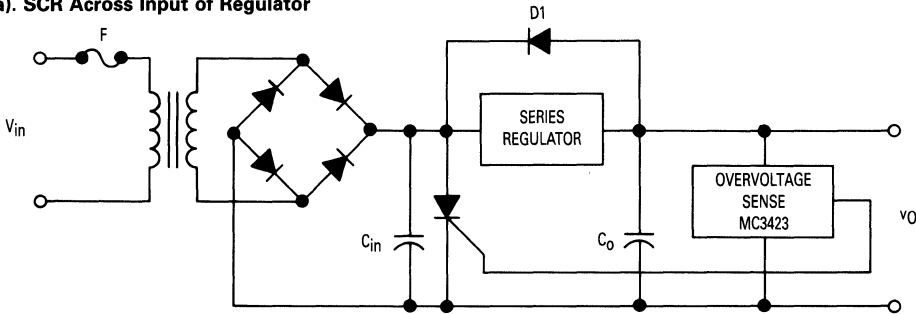 a). SCR Across Input of Regulator
D1
F
Vin
SERIES
REGULATOR
OVERVOLTAGE
SENSE
MC3423
vO
Cin
Co